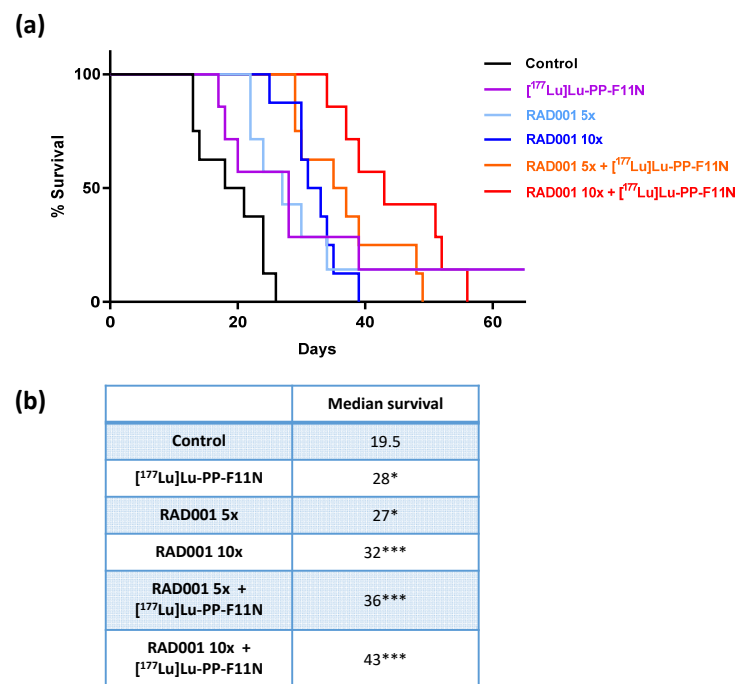 (a)
100
50
0
% Survival
0 20 40 60
Days
Control
[¹⁷⁷Lu]Lu-PP-F11N
RAD001 5x
RAD001 10x
RAD001 5x + [¹⁷⁷Lu]Lu-PP-F11N
RAD001 10x + [¹⁷⁷Lu]Lu-PP-F11N
(b)
Median survival
Control 19.5
[¹⁷⁷Lu]Lu-PP-F11N 28*
RAD001 5x 27*
RAD001 10x 32***
RAD001 5x +
[¹⁷⁷Lu]Lu-PP-F11N 36***
RAD001 10x +
[¹⁷⁷Lu]Lu-PP-F11N 43***